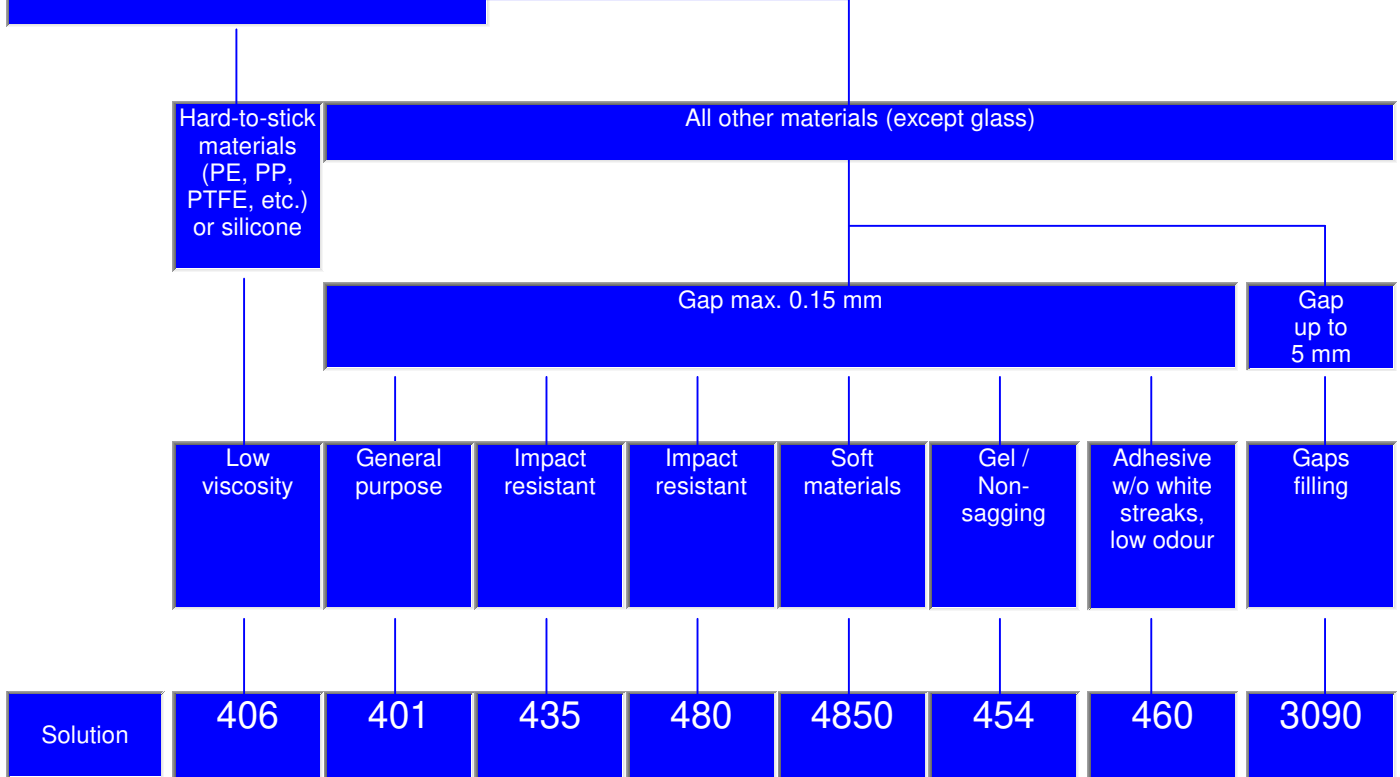 Hard-to-stick
materials
(PE, PP,
PTFE, etc.)
or silicone
All other materials (except glass)
Gap max. 0.15 mm
Gap
up to
5 mm
Low
viscosity
General
purpose
Impact
resistant
Impact
resistant
Soft
materials
Gel /
Non-
sagging
Adhesive
w/o white
streaks,
low odour
Gaps
filling
Solution
406
401
435
480
4850
454
460
3090